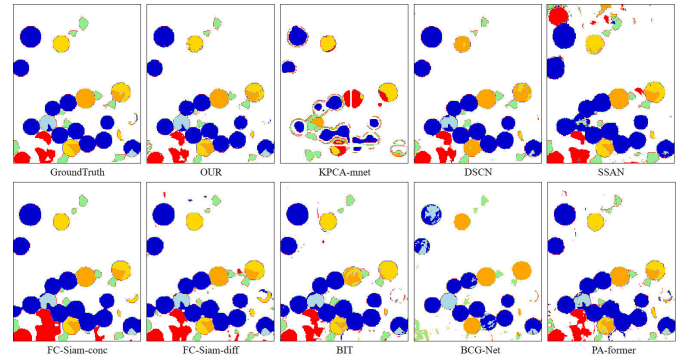 GroundTruth OUR KPCA-mnet DSCN SSAN
FC-Siam-conc FC-Siam-diff BIT BCG-Net PA-former